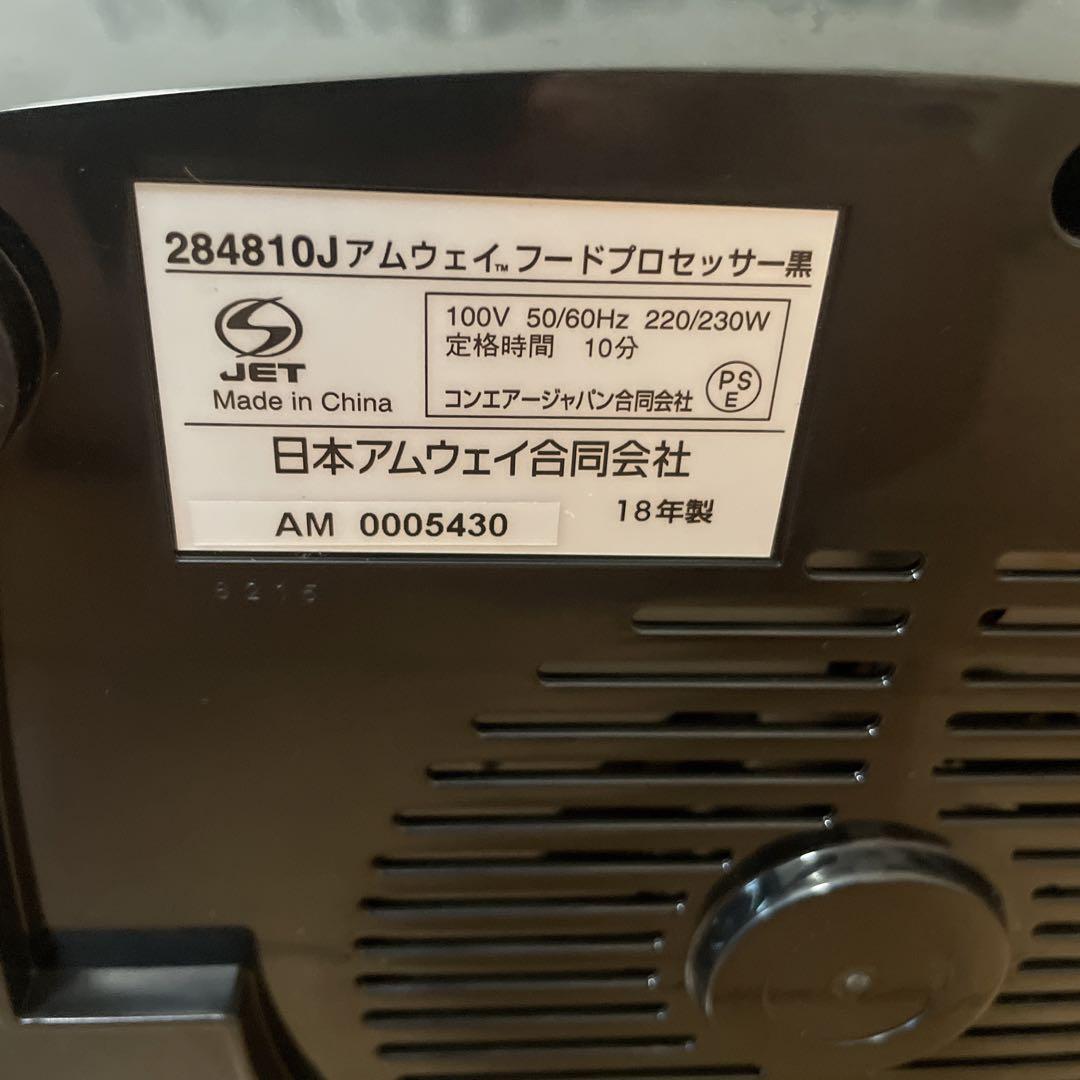 284810Jアムウェイ™フードプロセッサー黒
JET
Made in China
100V 50/60Hz 220/230W
定格時間 10分
コンエアージャパン合同会社
PS
E
日本アムウェイ合同会社
AM 0005430
18年製
8215